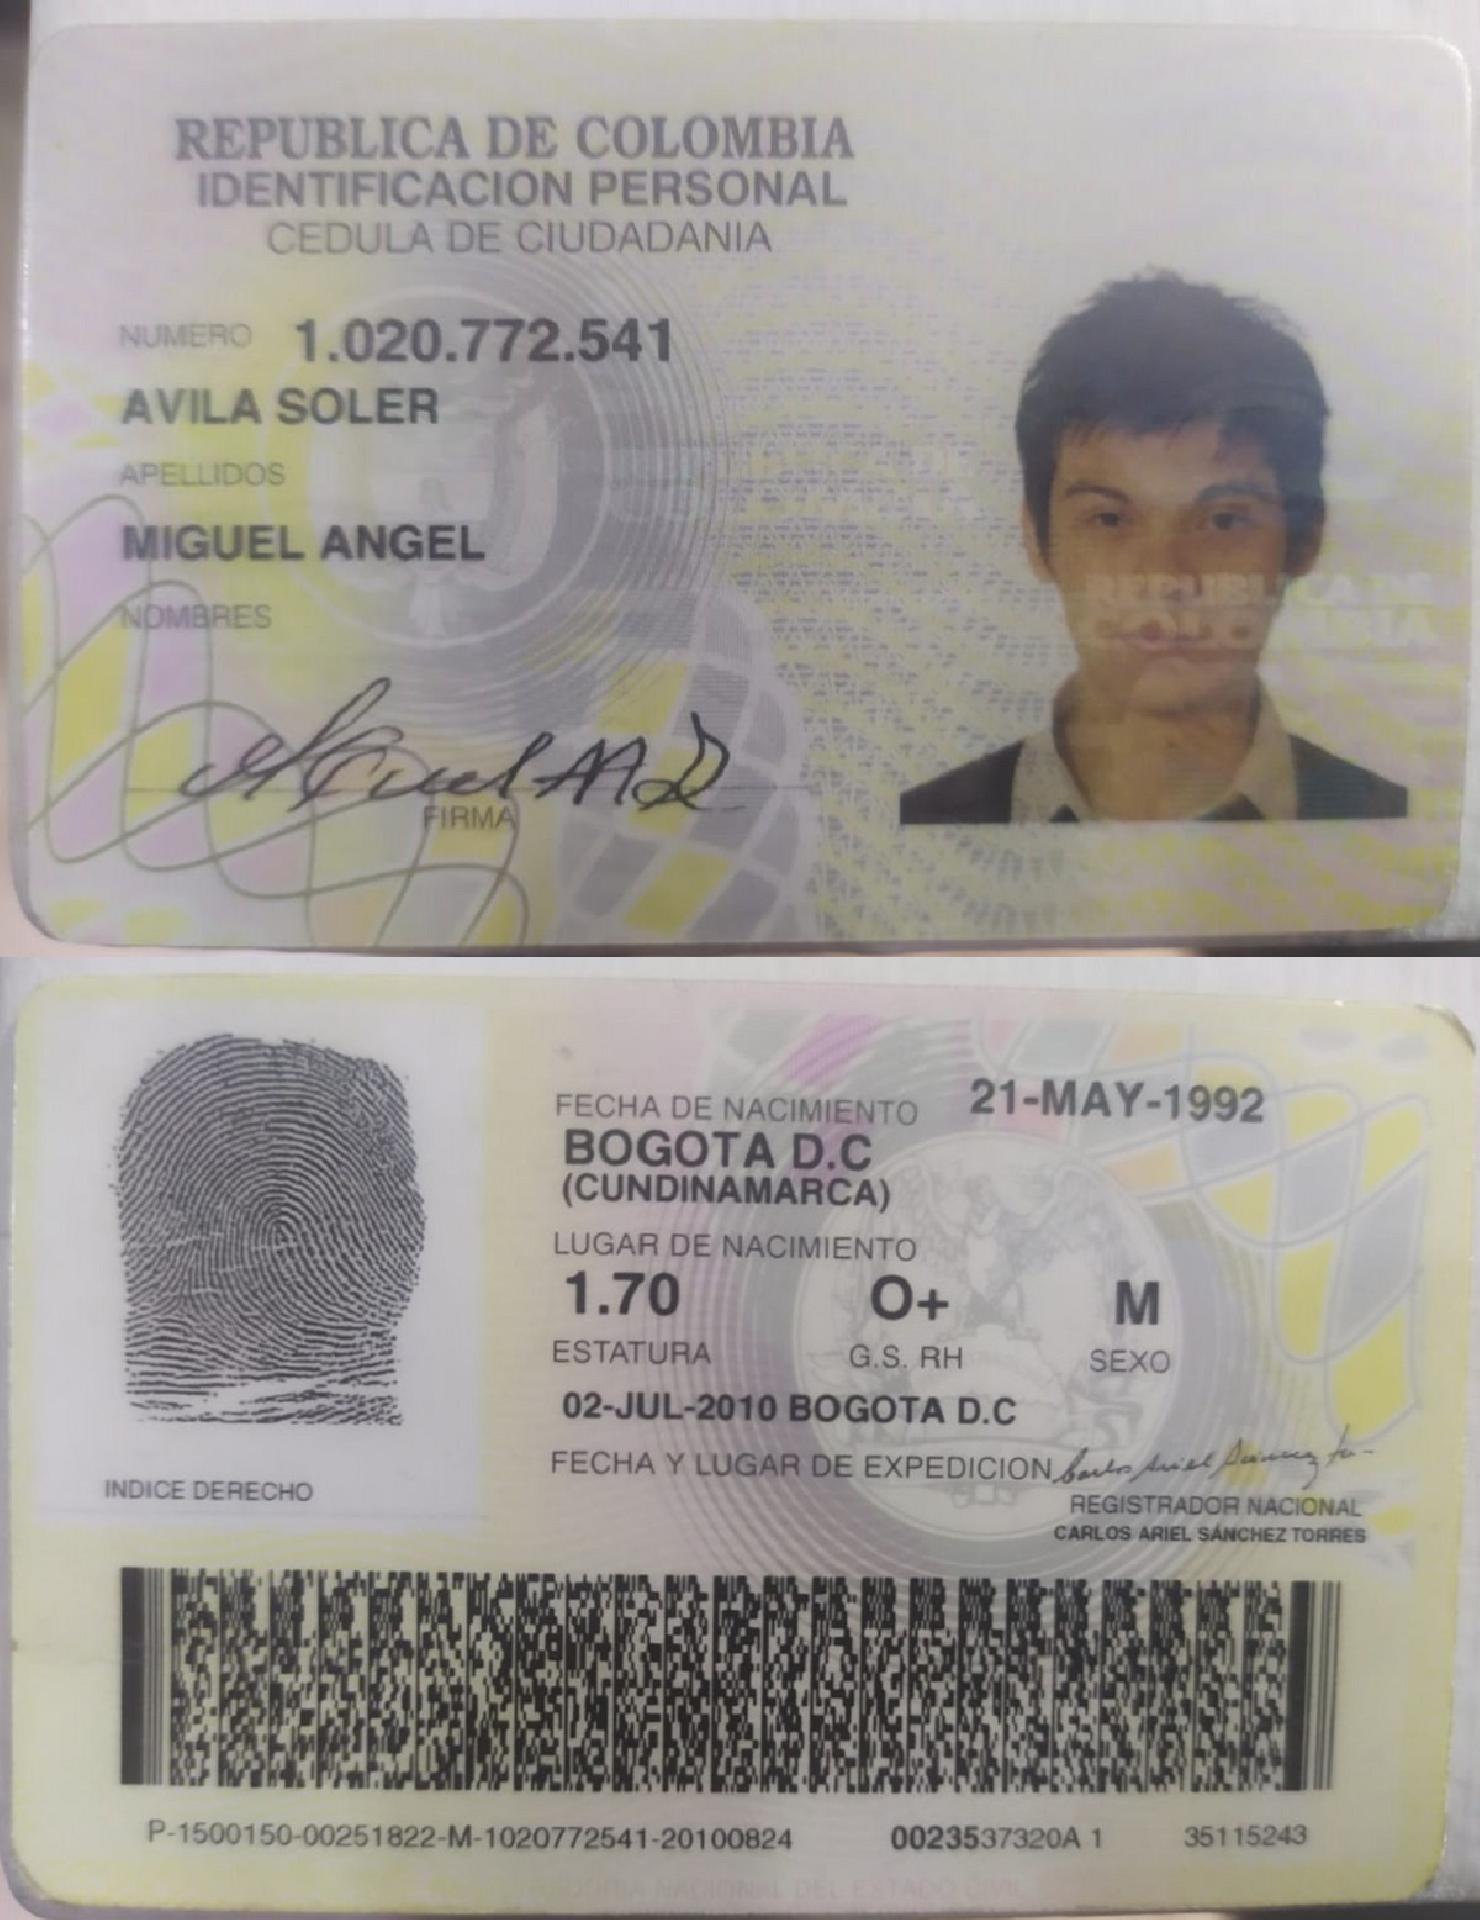 REPUBLICA DE COLOMBIA
IDENTIFICACION PERSONAL
CEDULA DE CIUDADANIA
NUMERO 1.020.772.541
AVILA SOLER
APELLIDOS
MIGUEL ANGEL
NOMBRES
REPUBLICA DE
COLOMBIA
FIRMA
FECHA DE NACIMIENTO 21-MAY-1992
BOGOTA D.C
(CUNDINAMARCA)
LUGAR DE NACIMIENTO
1.70 O+ M
ESTATURA G.S. RH SEXO
02-JUL-2010 BOGOTA D.C
FECHA Y LUGAR DE EXPEDICION
INDICE DERECHO
REGISTRADOR NACIONAL
CARLOS ARIEL SÁNCHEZ TORRES
P-1500150-00251822-M-1020772541-20100824 0023537320A 1 35115243